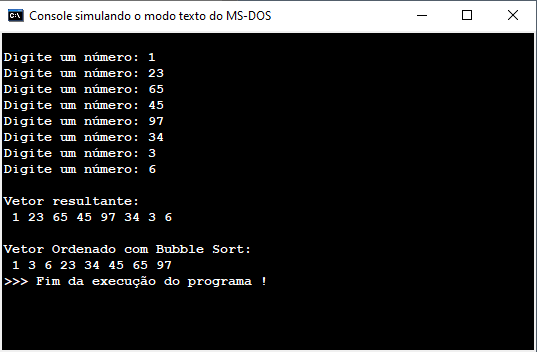 Console simulando o modo texto do MS-DOS
Digite um número: 1
Digite um número: 23
Digite um número: 65
Digite um número: 45
Digite um número: 97
Digite um número: 34
Digite um número: 3
Digite um número: 6
Vetor resultante:
1 23 65 45 97 34 3 6
Vetor Ordenado com Bubble Sort:
1 3 6 23 34 45 65 97
>>> Fim da execução do programa !